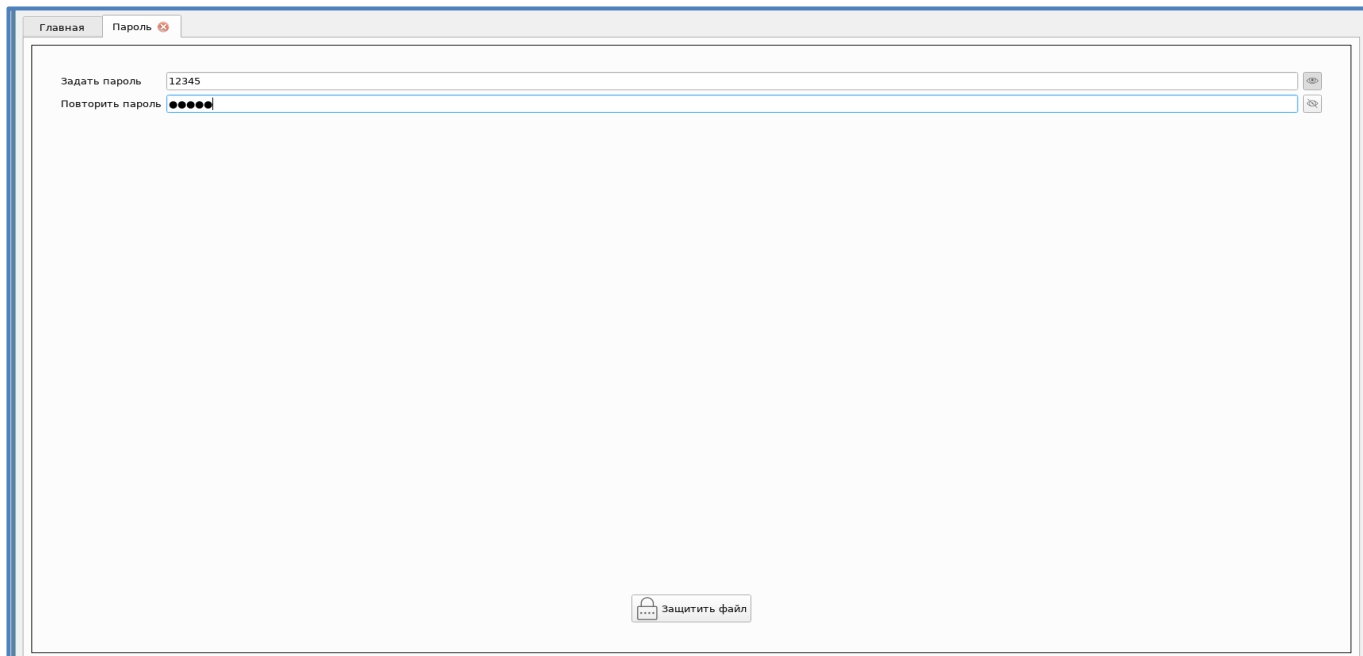 Главная
Пароль
Задать пароль 12345
Повторить пароль ●●●●●
Защитить файл